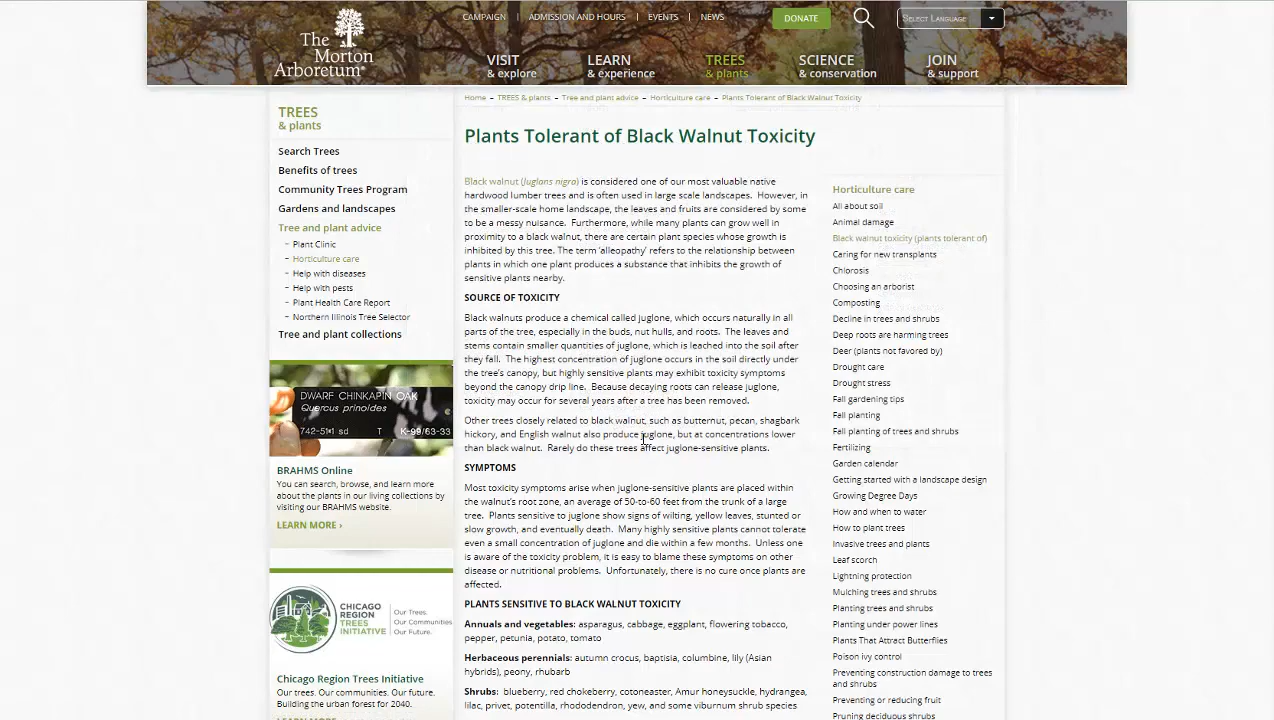 CAMPAIGN | ADMISSION AND HOURS | EVENTS | NEWS
DONATE
SELECT LANGUAGE
The
Morton
Arboretum®
VISIT
& explore
LEARN
& experience
TREES
& plants
SCIENCE
& conservation
JOIN
& support
Home – TREES & plants – Tree and plant advice – Horticulture care – Plants Tolerant of Black Walnut Toxicity
TREES
& plants
Search Trees
Benefits of trees
Community Trees Program
Gardens and landscapes
Tree and plant advice
– Plant Clinic
– Horticulture care
– Help with diseases
– Help with pests
– Plant Health Care Report
– Northern Illinois Tree Selector
Tree and plant collections
DWARF CHINKAPIN OAK
Quercus prinoides
742-51*1 sd T K-99/63-33
BRAHMS Online
You can search, browse, and learn more
about the plants in our living collections by
visiting our BRAHMS website.
LEARN MORE ›
CHICAGO
REGION
TREES
INITIATIVE
Our Trees.
Our Communities.
Our Future.
Chicago Region Trees Initiative
Our trees. Our communities. Our future.
Building the urban forest for 2040.
LEARN MORE ›
Plants Tolerant of Black Walnut Toxicity
Black walnut (Juglans nigra) is considered one of our most valuable native
hardwood lumber trees and is often used in large scale landscapes. However, in
the smaller-scale home landscape, the leaves and fruits are considered by some
to be a messy nuisance. Furthermore, while many plants can grow well in
proximity to a black walnut, there are certain plant species whose growth is
inhibited by this tree. The term 'alleopathy' refers to the relationship between
plants in which one plant produces a substance that inhibits the growth of
sensitive plants nearby.
SOURCE OF TOXICITY
Black walnuts produce a chemical called juglone, which occurs naturally in all
parts of the tree, especially in the buds, nut hulls, and roots. The leaves and
stems contain smaller quantities of juglone, which is leached into the soil after
they fall. The highest concentration of juglone occurs in the soil directly under
the tree's canopy, but highly sensitive plants may exhibit toxicity symptoms
beyond the canopy drip line. Because decaying roots can release juglone,
toxicity may occur for several years after a tree has been removed.
Other trees closely related to black walnut, such as butternut, pecan, shagbark
hickory, and English walnut also produce juglone, but at concentrations lower
than black walnut. Rarely do these trees affect juglone-sensitive plants.
SYMPTOMS
Most toxicity symptoms arise when juglone-sensitive plants are placed within
the walnut's root zone, an average of 50-to-60 feet from the trunk of a large
tree. Plants sensitive to juglone show signs of wilting, yellow leaves, stunted or
slow growth, and eventually death. Many highly sensitive plants cannot tolerate
even a small concentration of juglone and die within a few months. Unless one
is aware of the toxicity problem, it is easy to blame these symptoms on other
disease or nutritional problems. Unfortunately, there is no cure once plants are
affected.
PLANTS SENSITIVE TO BLACK WALNUT TOXICITY
Annuals and vegetables: asparagus, cabbage, eggplant, flowering tobacco,
pepper, petunia, potato, tomato
Herbaceous perennials: autumn crocus, baptisia, columbine, lily (Asian
hybrids), peony, rhubarb
Shrubs: blueberry, red chokeberry, cotoneaster, Amur honeysuckle, hydrangea,
lilac, privet, potentilla, rhododendron, yew, and some viburnum shrub species
Horticulture care
All about soil
Animal damage
Black walnut toxicity (plants tolerant of)
Caring for new transplants
Chlorosis
Choosing an arborist
Composting
Decline in trees and shrubs
Deep roots are harming trees
Deer (plants not favored by)
Drought care
Drought stress
Fall gardening tips
Fall planting
Fall planting of trees and shrubs
Fertilizing
Garden calendar
Getting started with a landscape design
Growing Degree Days
How and when to water
How to plant trees
Invasive trees and plants
Leaf scorch
Lightning protection
Mulching trees and shrubs
Planting trees and shrubs
Planting under power lines
Plants That Attract Butterflies
Poison ivy control
Preventing construction damage to trees
and shrubs
Preventing or reducing fruit
Pruning deciduous shrubs